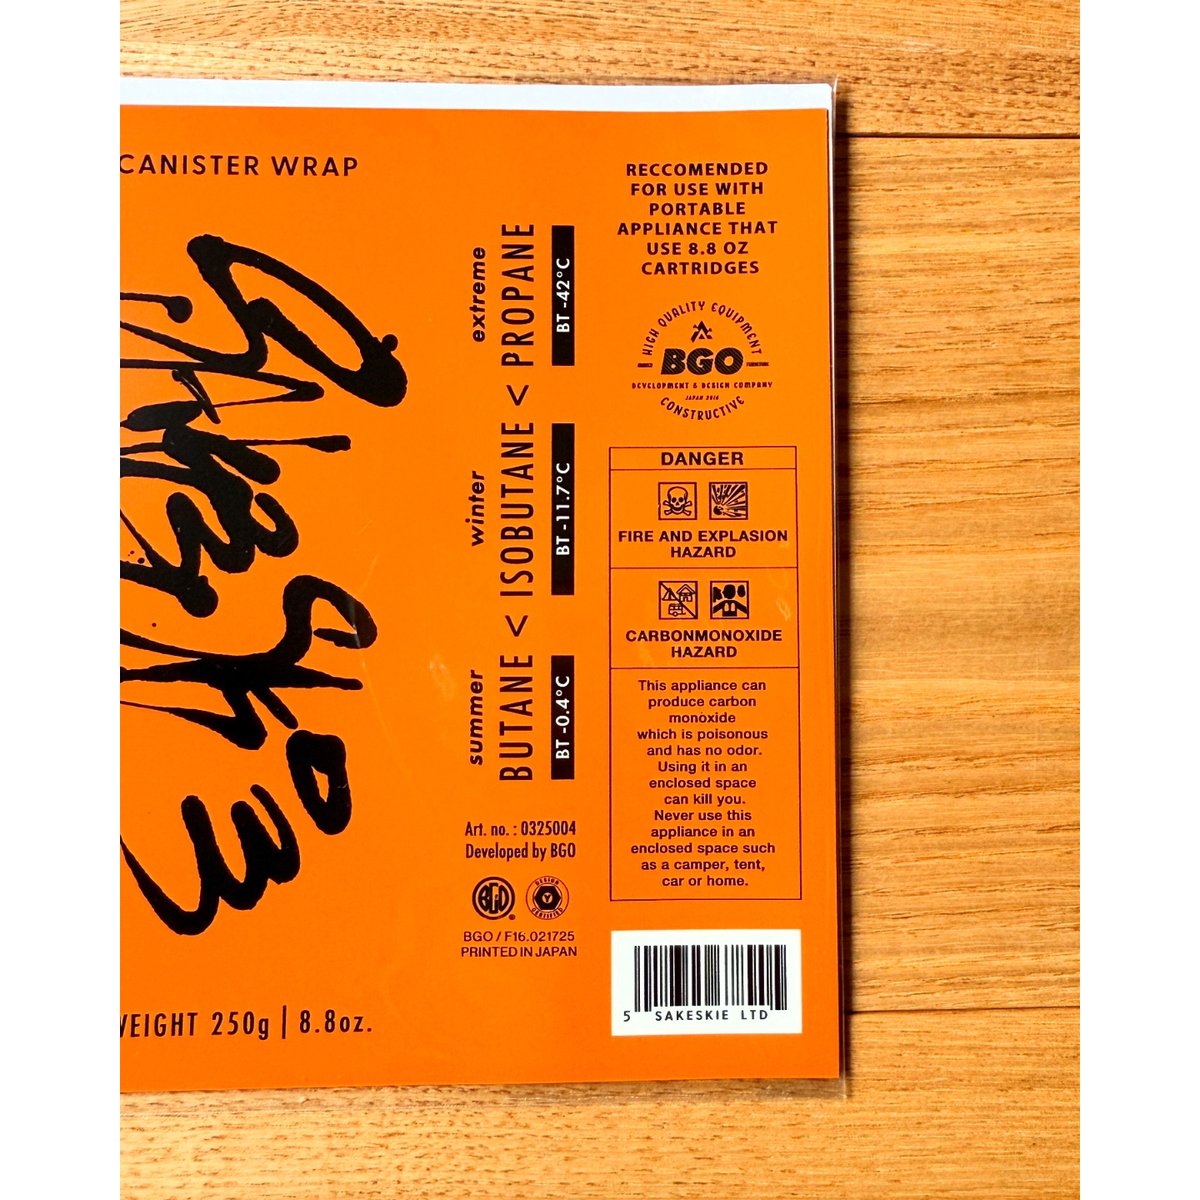 CANISTER WRAP
WEIGHT 250g | 8.8oz.
extreme
winter
summer
BUTANE < ISOBUTANE < PROPANE
BT -42°C
BT -11.7°C
BT -0.4°C
Art. no. : 0325004
Developed by BGO
BGO
DESIGN
CERTIFIED
BGO / F16.021725
PRINTED IN JAPAN
RECCOMENDED
FOR USE WITH
PORTABLE
APPLIANCE THAT
USE 8.8 OZ
CARTRIDGES
HIGH QUALITY EQUIPMENT
BGO
DEVELOPMENT & DESIGN COMPANY
JAPAN 2016
CONSTRUCTIVE
DANGER
FIRE AND EXPLASION
HAZARD
CARBONMONOXIDE
HAZARD
This appliance can
produce carbon
monoxide
which is poisonous
and has no odor.
Using it in an
enclosed space
can kill you.
Never use this
appliance in an
enclosed space such
as a camper, tent,
car or home.
5 SAKESKIE LTD